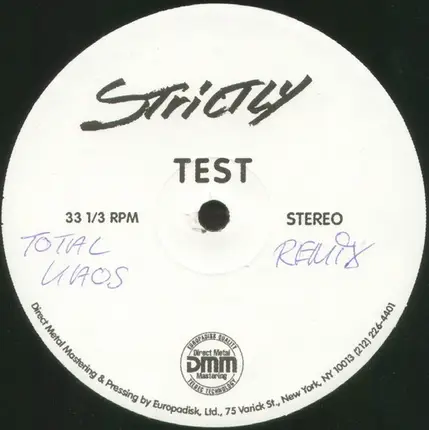 Strictly
TEST
33 1/3 RPM
STEREO
TOTAL
KHAOS
REMIX
EUROPADISK QUALITY
Direct Metal
DMM
Mastering
TELDEC TECHNOLOGY
Direct Metal Mastering & Pressing by Europadisk, Ltd., 75 Varick St., New York, NY 10013 (212) 226-4401